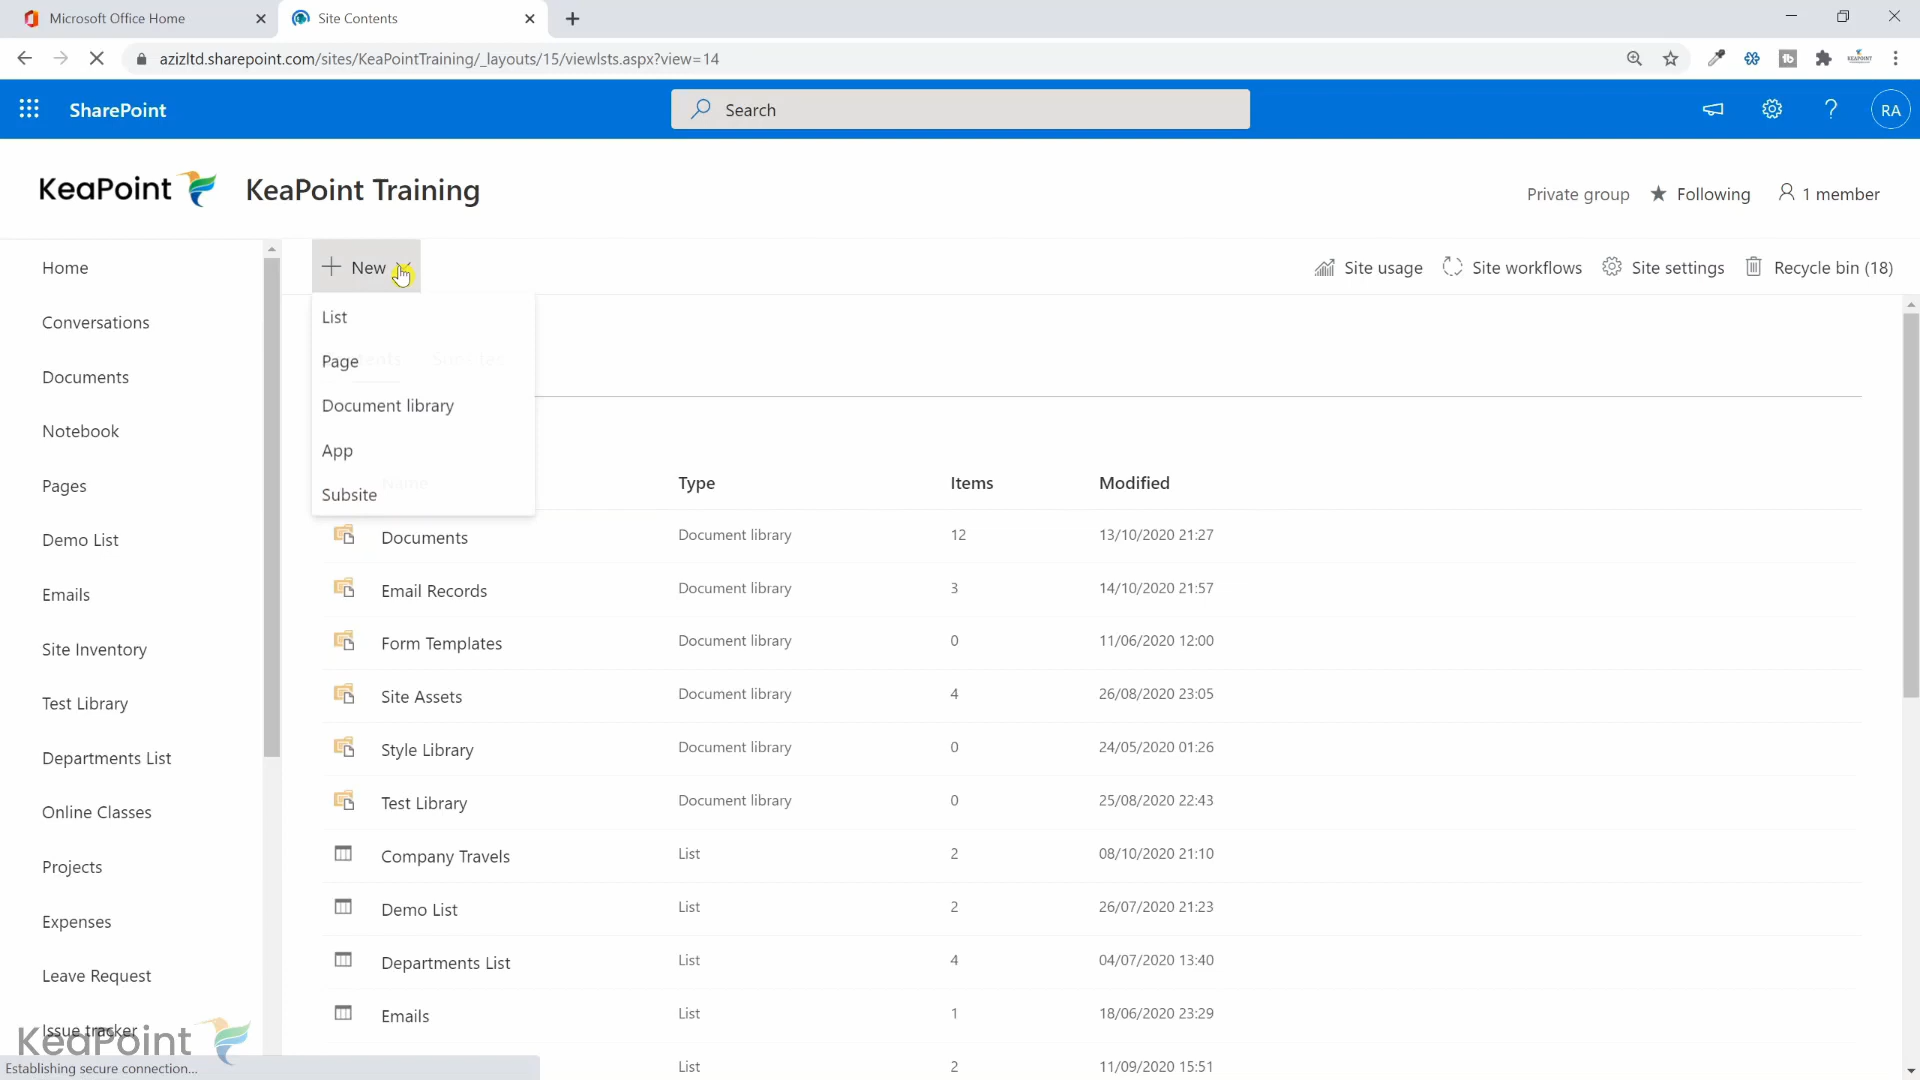 Microsoft Office Home
Site Contents
azizltd.sharepoint.com/sites/KeaPointTraining/_layouts/15/viewlsts.aspx?view=14
SharePoint
Search
RA
KeaPoint
KeaPoint Training
Private group
Following
1 member
New
Site usage
Site workflows
Site settings
Recycle bin (18)
Home
Conversations
Documents
Notebook
Pages
Demo List
Emails
Site Inventory
Test Library
Departments List
Online Classes
Projects
Expenses
Leave Request
Issue tracker
List
Page
Document library
App
Subsite
Name Type Items Modified
Documents Document library 12 13/10/2020 21:27
Email Records Document library 3 14/10/2020 21:57
Form Templates Document library 0 11/06/2020 12:00
Site Assets Document library 4 26/08/2020 23:05
Style Library Document library 0 24/05/2020 01:26
Test Library Document library 0 25/08/2020 22:43
Company Travels List 2 08/10/2020 21:10
Demo List List 2 26/07/2020 21:23
Departments List List 4 04/07/2020 13:40
Emails List 1 18/06/2020 23:29
List 2 11/09/2020 15:51
KeaPoint
Establishing secure connection...